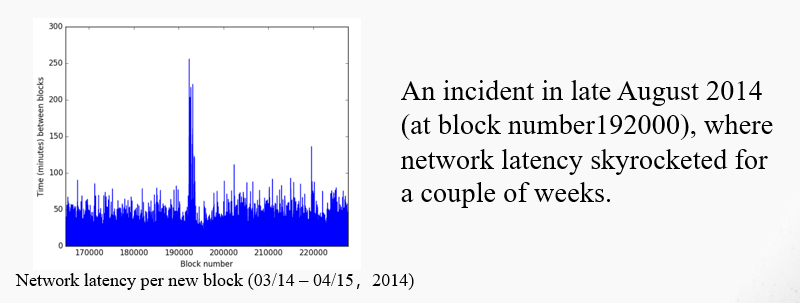 300
250
200
150
100
50
0
Time (minutes) between blocks
170000 180000 190000 200000 210000 220000
Block number
An incident in late August 2014
(at block number192000), where
network latency skyrocketed for
a couple of weeks.
Network latency per new block (03/14 – 04/15，2014)